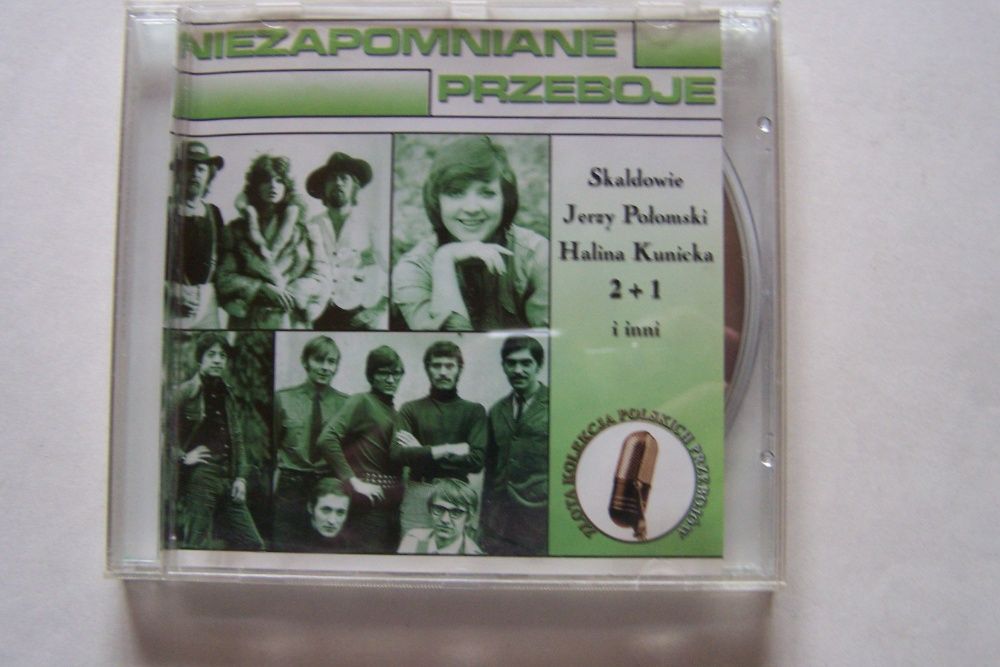 NIEZAPOMNIANE
PRZEBOJE
Skaldowie
Jerzy Połomski
Halina Kunicka
2 + 1
i inni
ZŁOTA KOLEKCJA POLSKICH PRZEBOJÓW